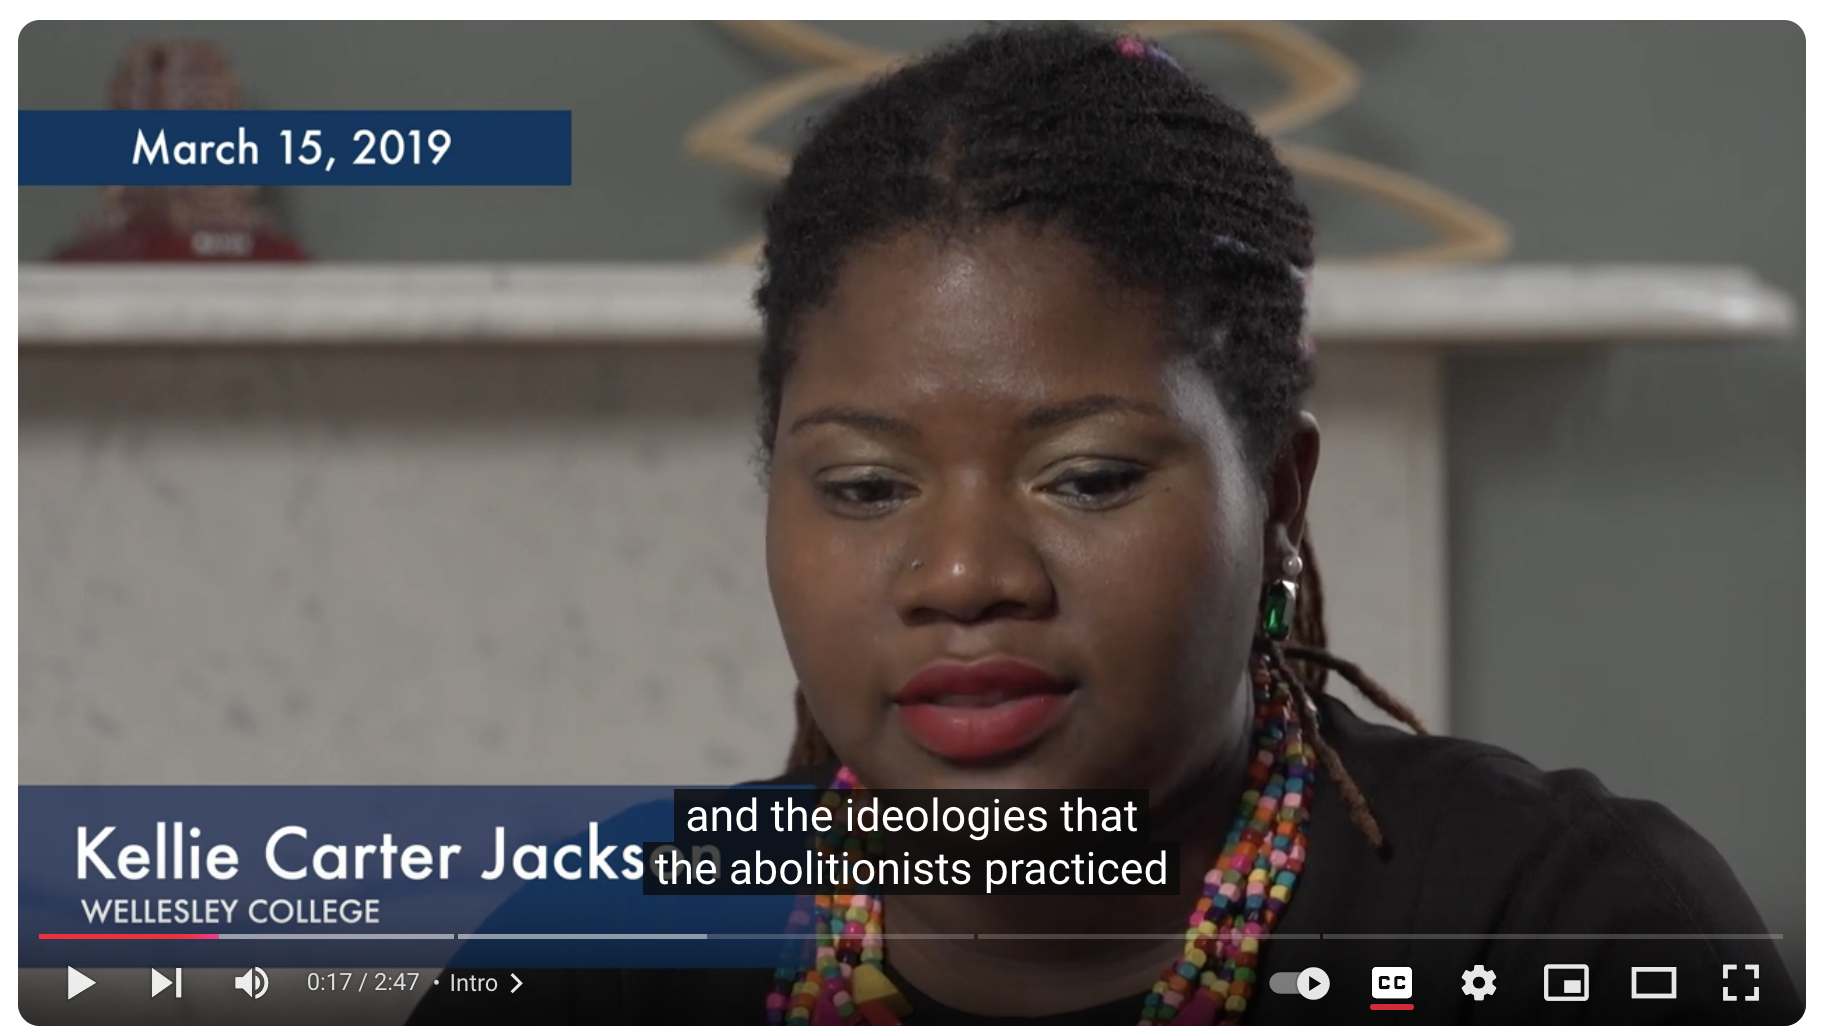 March 15, 2019
and the ideologies that
the abolitionists practiced
Kellie Carter Jackson
WELLESLEY COLLEGE
0:17 / 2:47 • Intro
CC